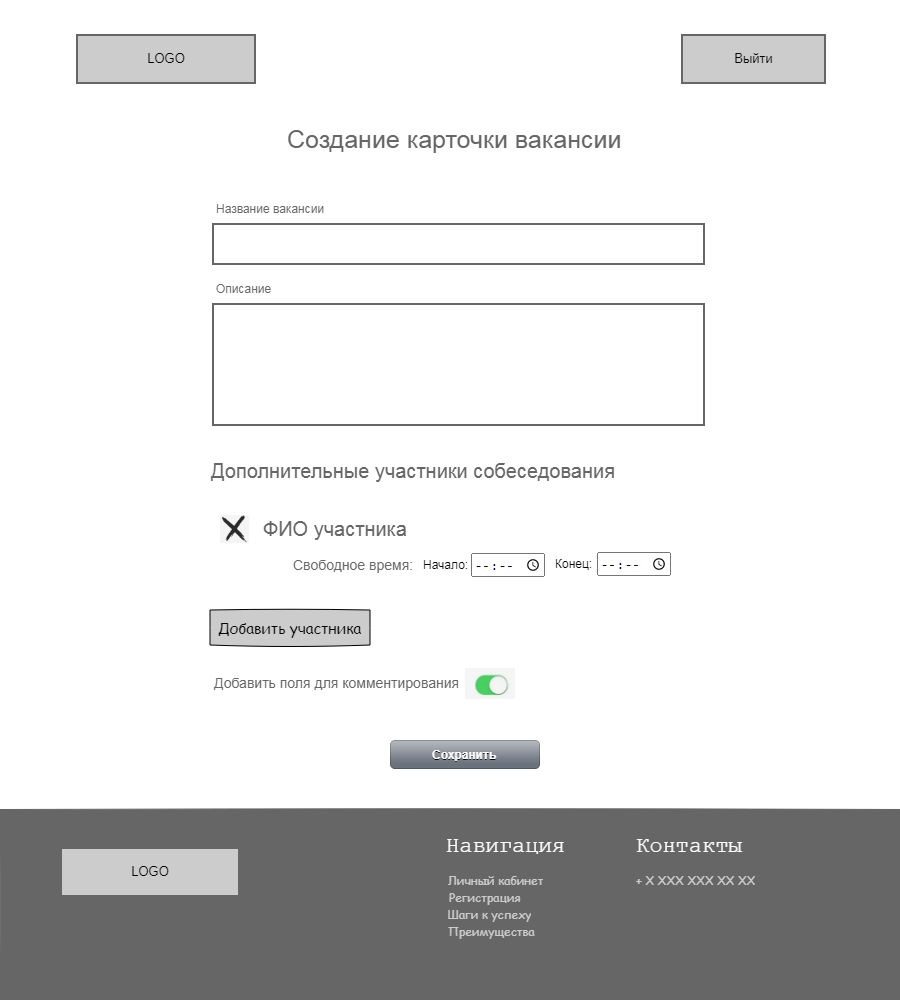 LOGO
Выйти
Создание карточки вакансии
Название вакансии
Описание
Дополнительные участники собеседования
ФИО участника
Свободное время: Начало: --:-- Конец: --:--
Добавить участника
Добавить поля для комментирования
Сохранить
LOGO
Навигация
Личный кабинет
Регистрация
Шаги к успеху
Преимущества
Контакты
+ X XXX XXX XX XX